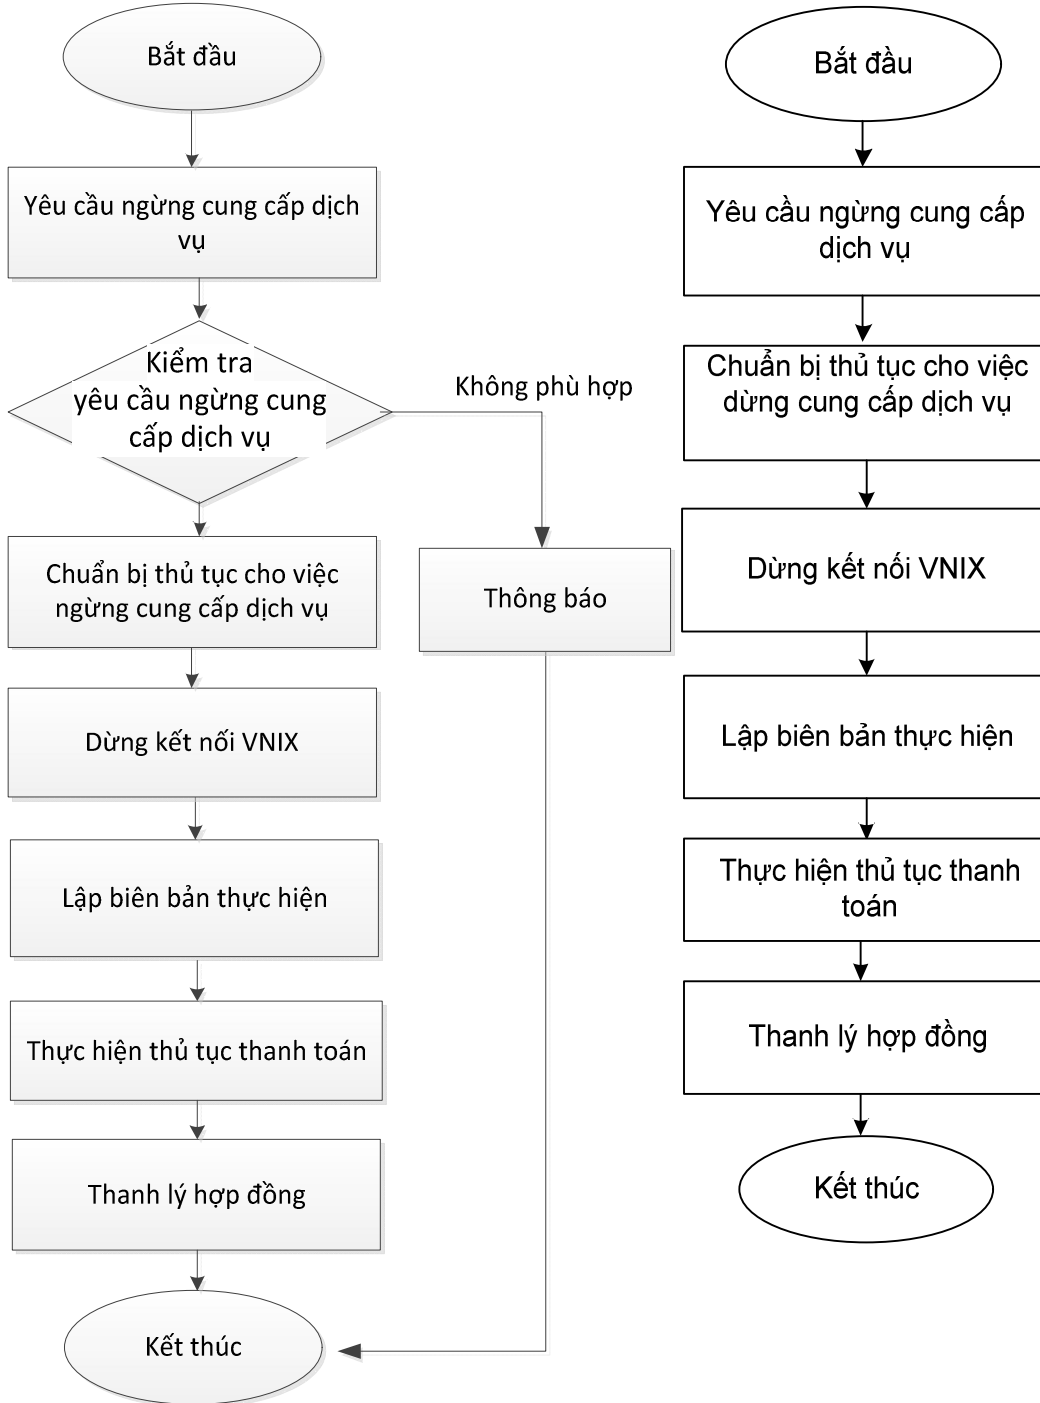 Bắt đầu
Yêu cầu ngừng cung cấp dịch
vụ
Kiểm tra
yêu cầu ngừng cung
cấp dịch vụ
Không phù hợp
Chuẩn bị thủ tục cho việc
ngừng cung cấp dịch vụ
Thông báo
Dừng kết nối VNIX
Lập biên bản thực hiện
Thực hiện thủ tục thanh toán
Thanh lý hợp đồng
Kết thúc
Bắt đầu
Yêu cầu ngừng cung cấp
dịch vụ
Chuẩn bị thủ tục cho việc
dừng cung cấp dịch vụ
Dừng kết nối VNIX
Lập biên bản thực hiện
Thực hiện thủ tục thanh
toán
Thanh lý hợp đồng
Kết thúc